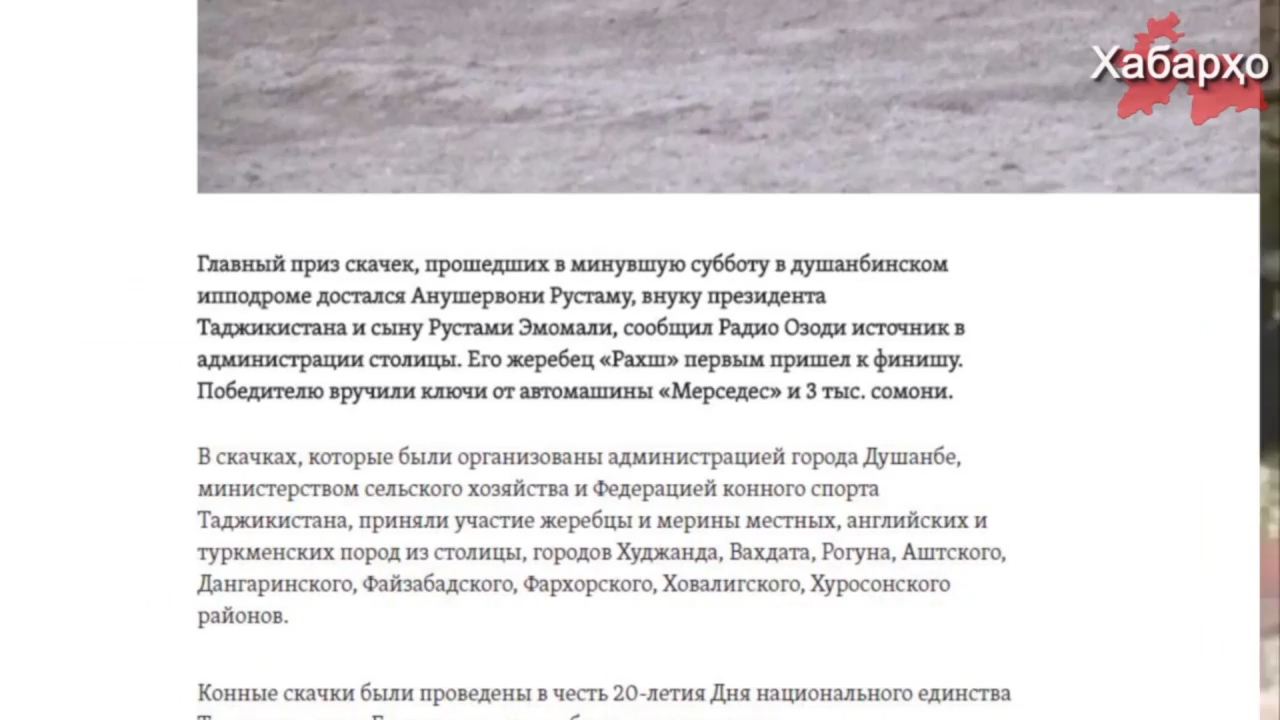 Хабарҳо
Главный приз скачек, прошедших в минувшую субботу в душанбинском
ипподроме достался Анушервони Рустаму, внуку президента
Таджикистана и сыну Рустами Эмомали, сообщил Радио Озоди источник в
администрации столицы. Его жеребец «Рахш» первым пришел к финишу.
Победителю вручили ключи от автомашины «Мерседес» и 3 тыс. сомони.
В скачках, которые были организованы администрацией города Душанбе,
министерством сельского хозяйства и Федерацией конного спорта
Таджикистана, приняли участие жеребцы и мерины местных, английских и
туркменских пород из столицы, городов Худжанда, Вахдата, Рогуна, Аштского,
Дангаринского, Файзабадского, Фархорского, Ховалигского, Хуросонского
районов.
Конные скачки были проведены в честь 20-летия Дня национального единства